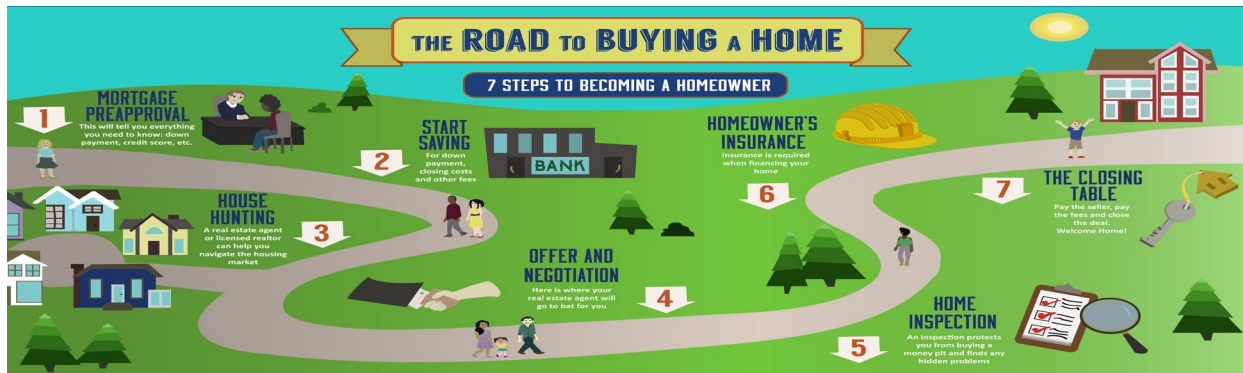 THE ROAD TO BUYING A HOME
7 STEPS TO BECOMING A HOMEOWNER
1
MORTGAGE
PREAPPROVAL
This will tell you everything
you need to know: down
payment, credit score, etc.
2
START
SAVING
For down
payment,
closing costs
and other fees
BANK
3
HOUSE
HUNTING
A real estate agent
or licensed realtor
can help you
navigate the housing
market
4
OFFER AND
NEGOTIATION
Here is where your
real estate agent will
go to bat for you
5
HOME
INSPECTION
An inspection protects
you from buying a
money pit and finds any
hidden problems
6
HOMEOWNER'S
INSURANCE
Insurance is required
when financing your
home
7
THE CLOSING
TABLE
Pay the seller, pay
the fees and close
the deal.
Welcome Home!